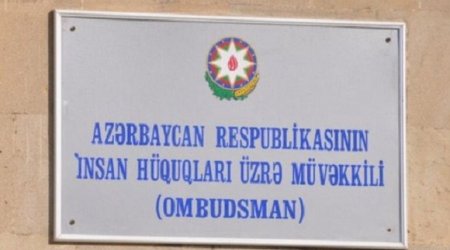 AZƏRBAYCAN RESPUBLİKASININ
İNSAN HÜQUQLARI ÜZRƏ MÜVƏKKİLİ
(OMBUDSMAN)